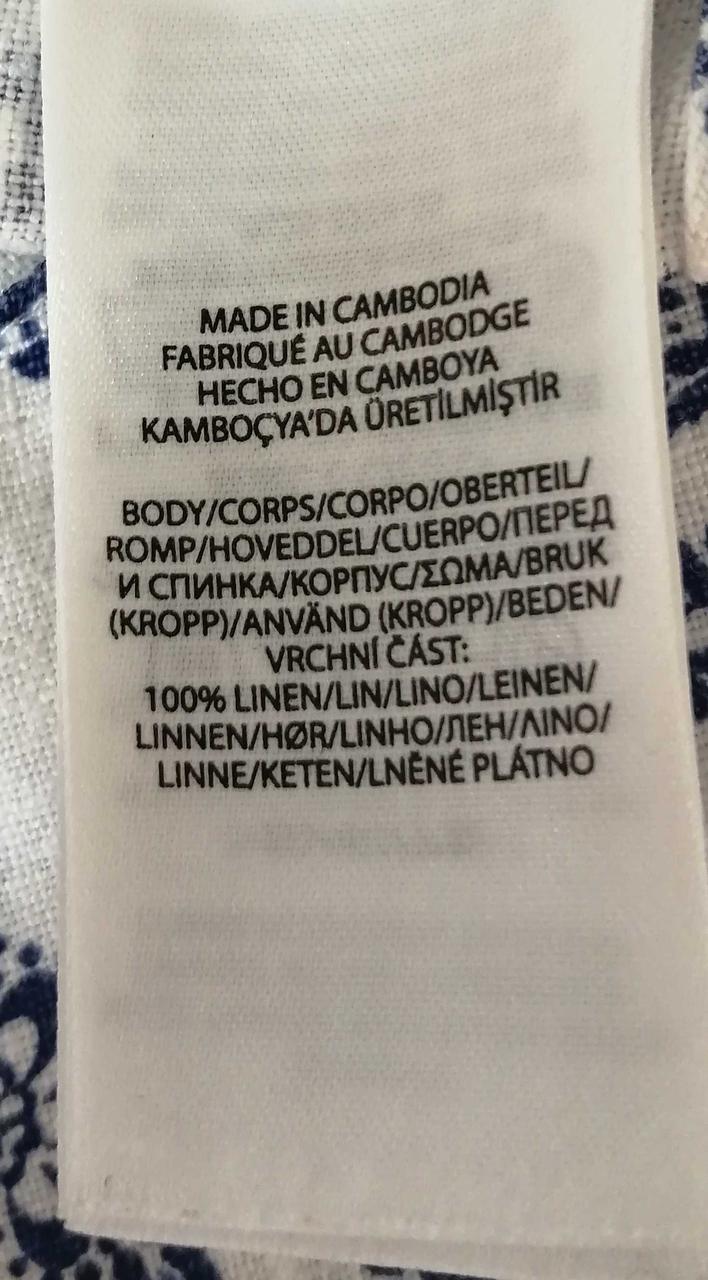 MADE IN CAMBODIA
FABRIQUÉ AU CAMBODGE
HECHO EN CAMBOYA
KAMBOÇYA'DA ÜRETİLMİŞTİR
BODY/CORPS/CORPO/OBERTEIL/
ROMP/HOVEDDEL/CUERPO/ПЕРЕД
И СПИНКА/КОРПУС/ΣΩΜΑ/BRUK
(KROPP)/ANVÄND (KROPP)/BEDEN/
VRCHNÍ ČÁST:
100% LINEN/LIN/LINO/LEINEN/
LINNEN/HØR/LINHO/ЛЕН/ΛΙΝΟ/
LINNE/KETEN/LNĚNÉ PLÁTNO